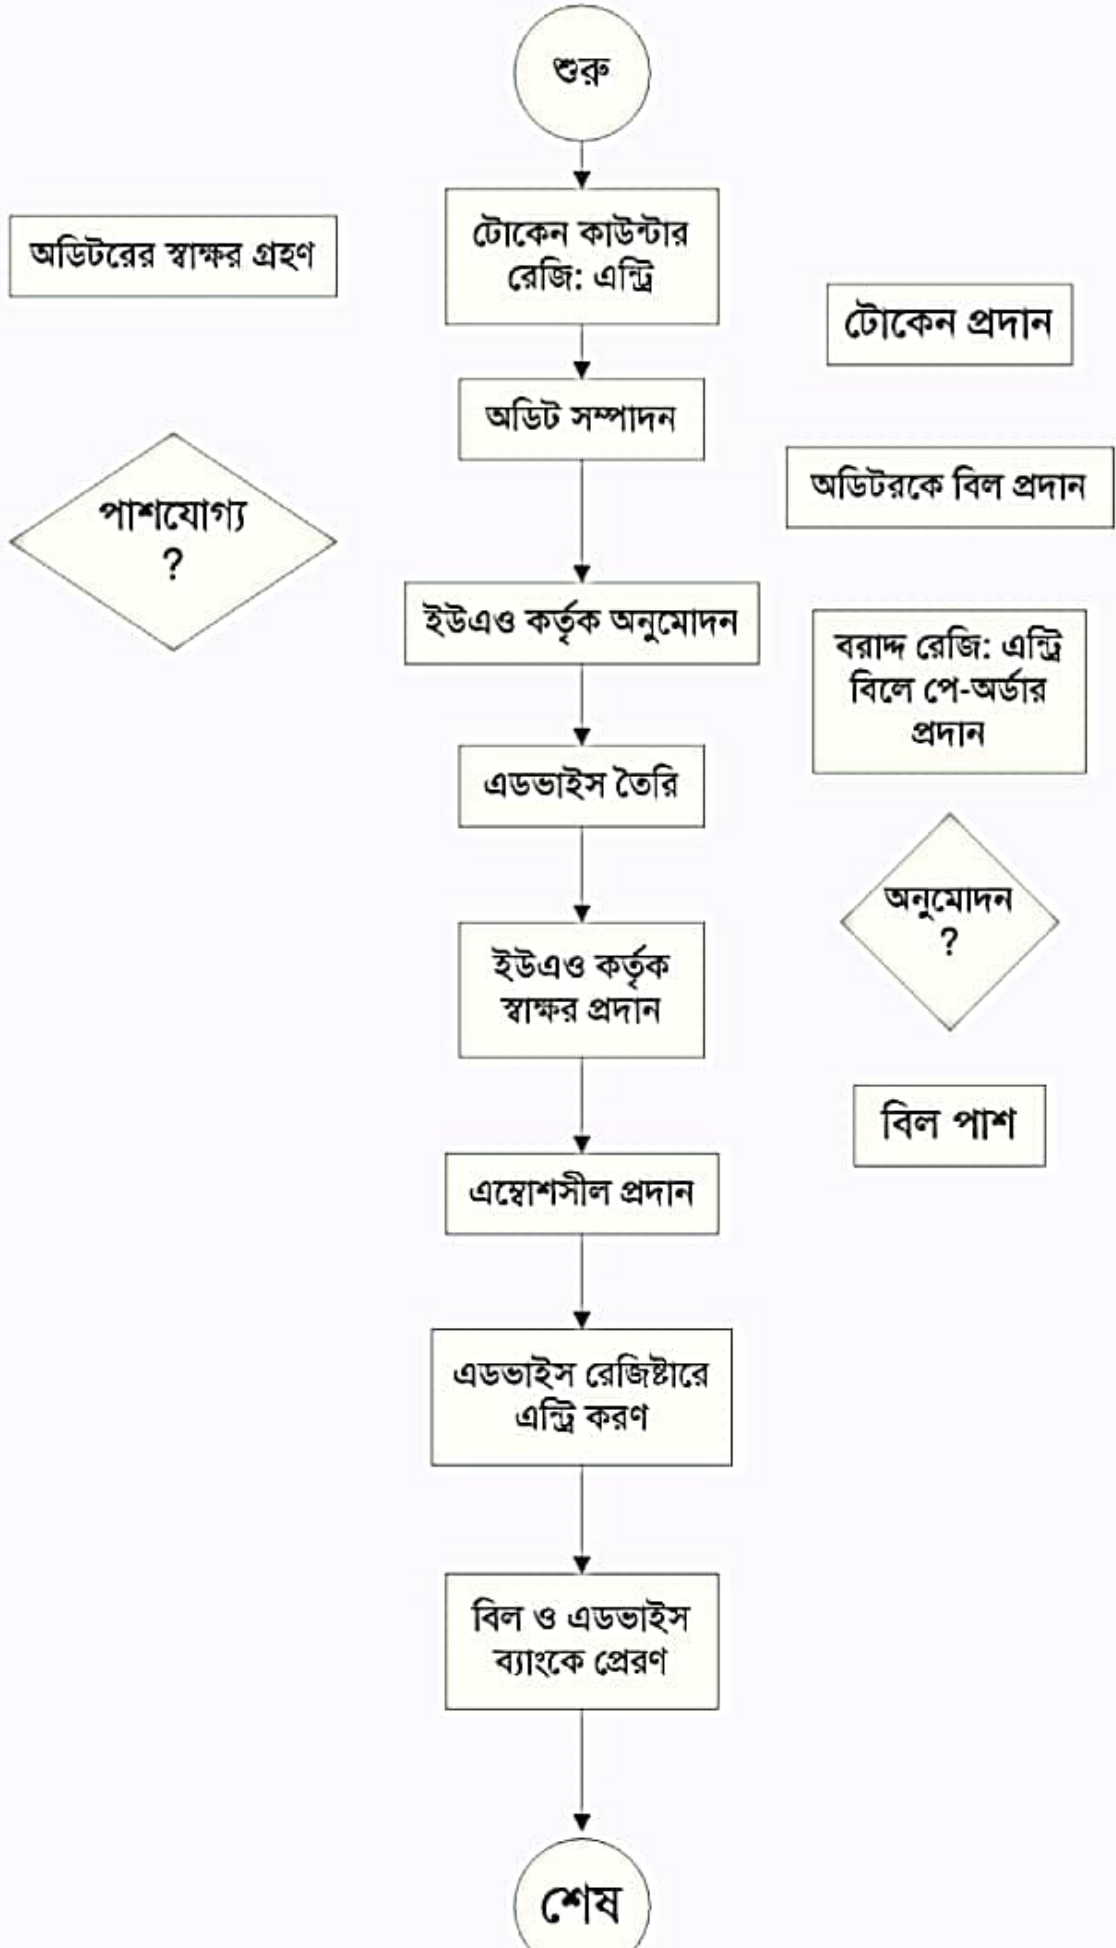 শুরু
টোকেন কাউন্টার
রেজি: এন্ট্রি
অডিটরের স্বাক্ষর গ্রহণ
টোকেন প্রদান
অডিট সম্পাদন
অডিটরকে বিল প্রদান
পাশযোগ্য
?
ইউএও কর্তৃক অনুমোদন
বরাদ্দ রেজি: এন্ট্রি
বিলে পে-অর্ডার
প্রদান
এডভাইস তৈরি
অনুমোদন
?
ইউএও কর্তৃক
স্বাক্ষর প্রদান
বিল পাশ
এম্বোশসীল প্রদান
এডভাইস রেজিষ্টারে
এন্ট্রি করণ
বিল ও এডভাইস
ব্যাংকে প্রেরণ
শেষ